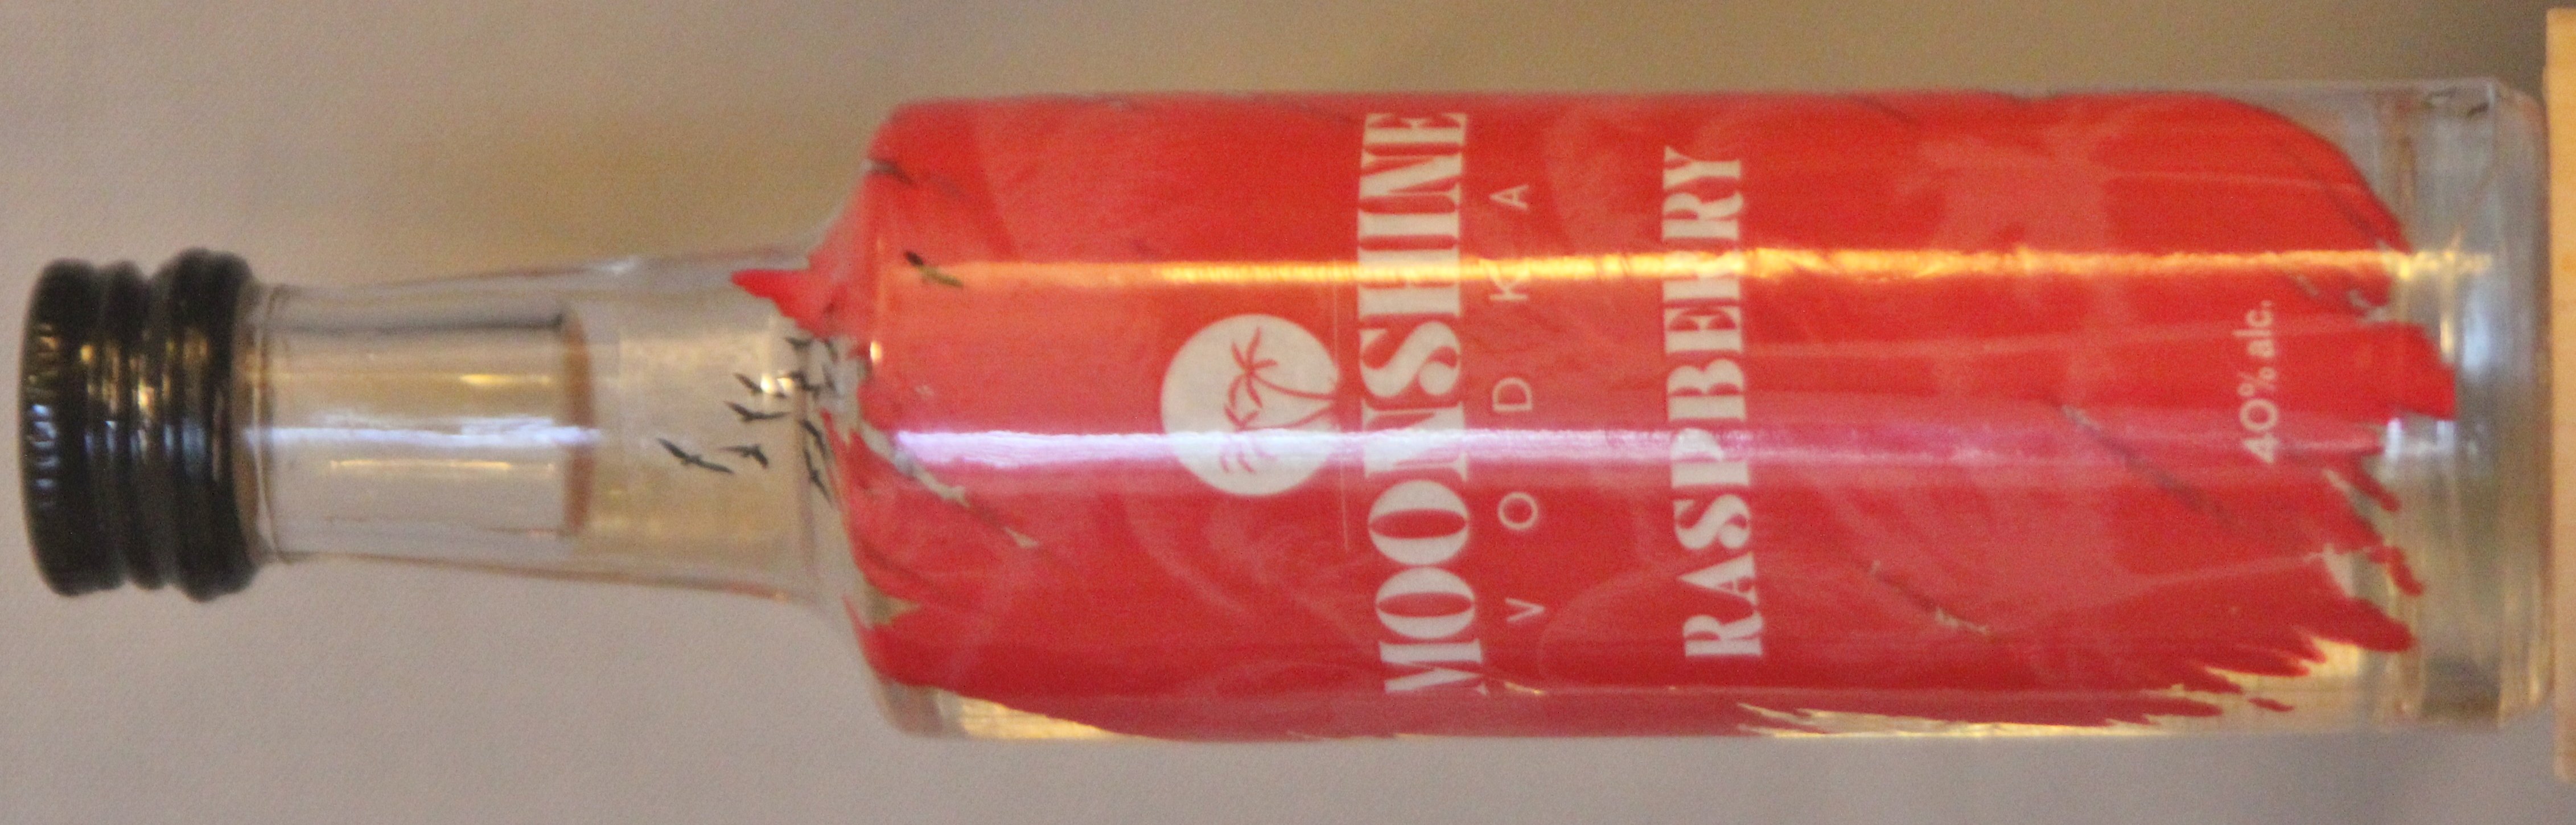 MOONSHINE
VODKA
RASPBERRY
40% alc.